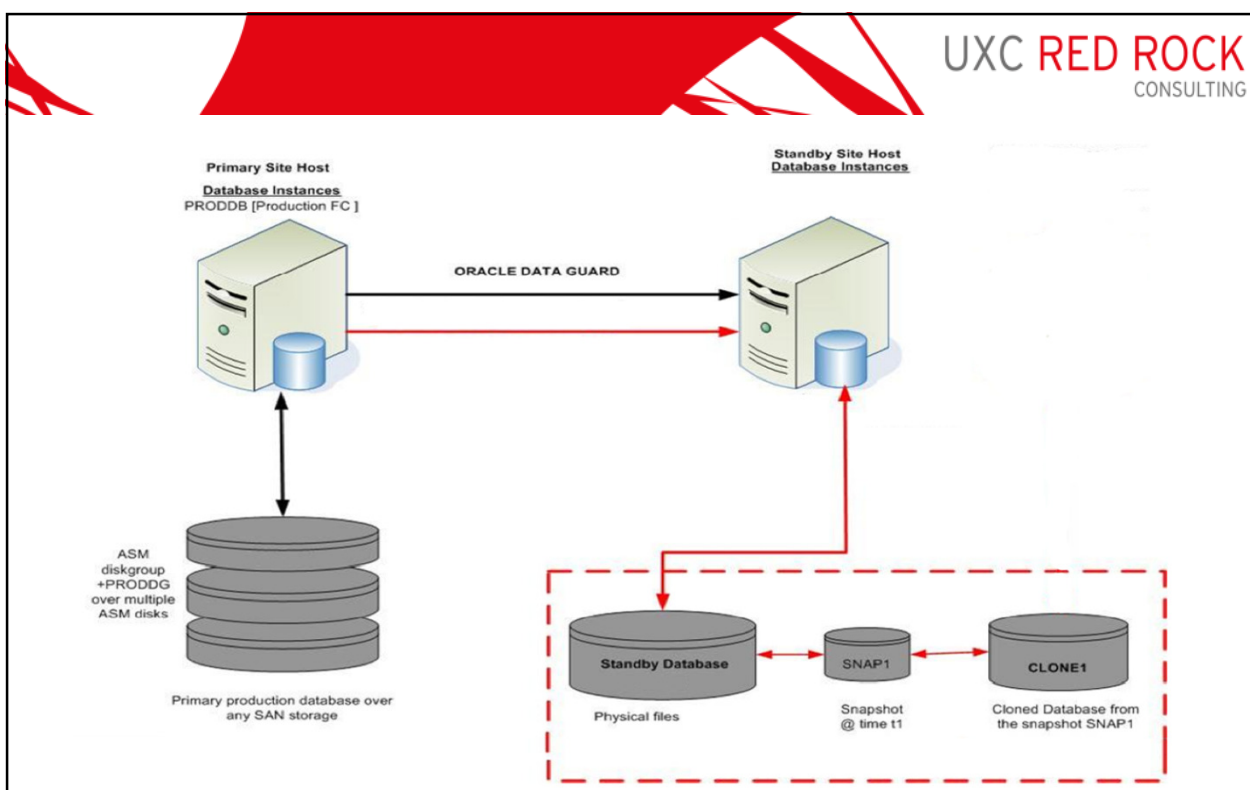 UXC RED ROCK
CONSULTING
Primary Site Host
Database Instances
PRODDB [Production FC ]
Standby Site Host
Database Instances
ORACLE DATA GUARD
ASM
diskgroup
+PRODDG
over multiple
ASM disks
Primary production database over
any SAN storage
Standby Database
Physical files
SNAP1
Snapshot
@ time t1
CLONE1
Cloned Database from
the snapshot SNAP1